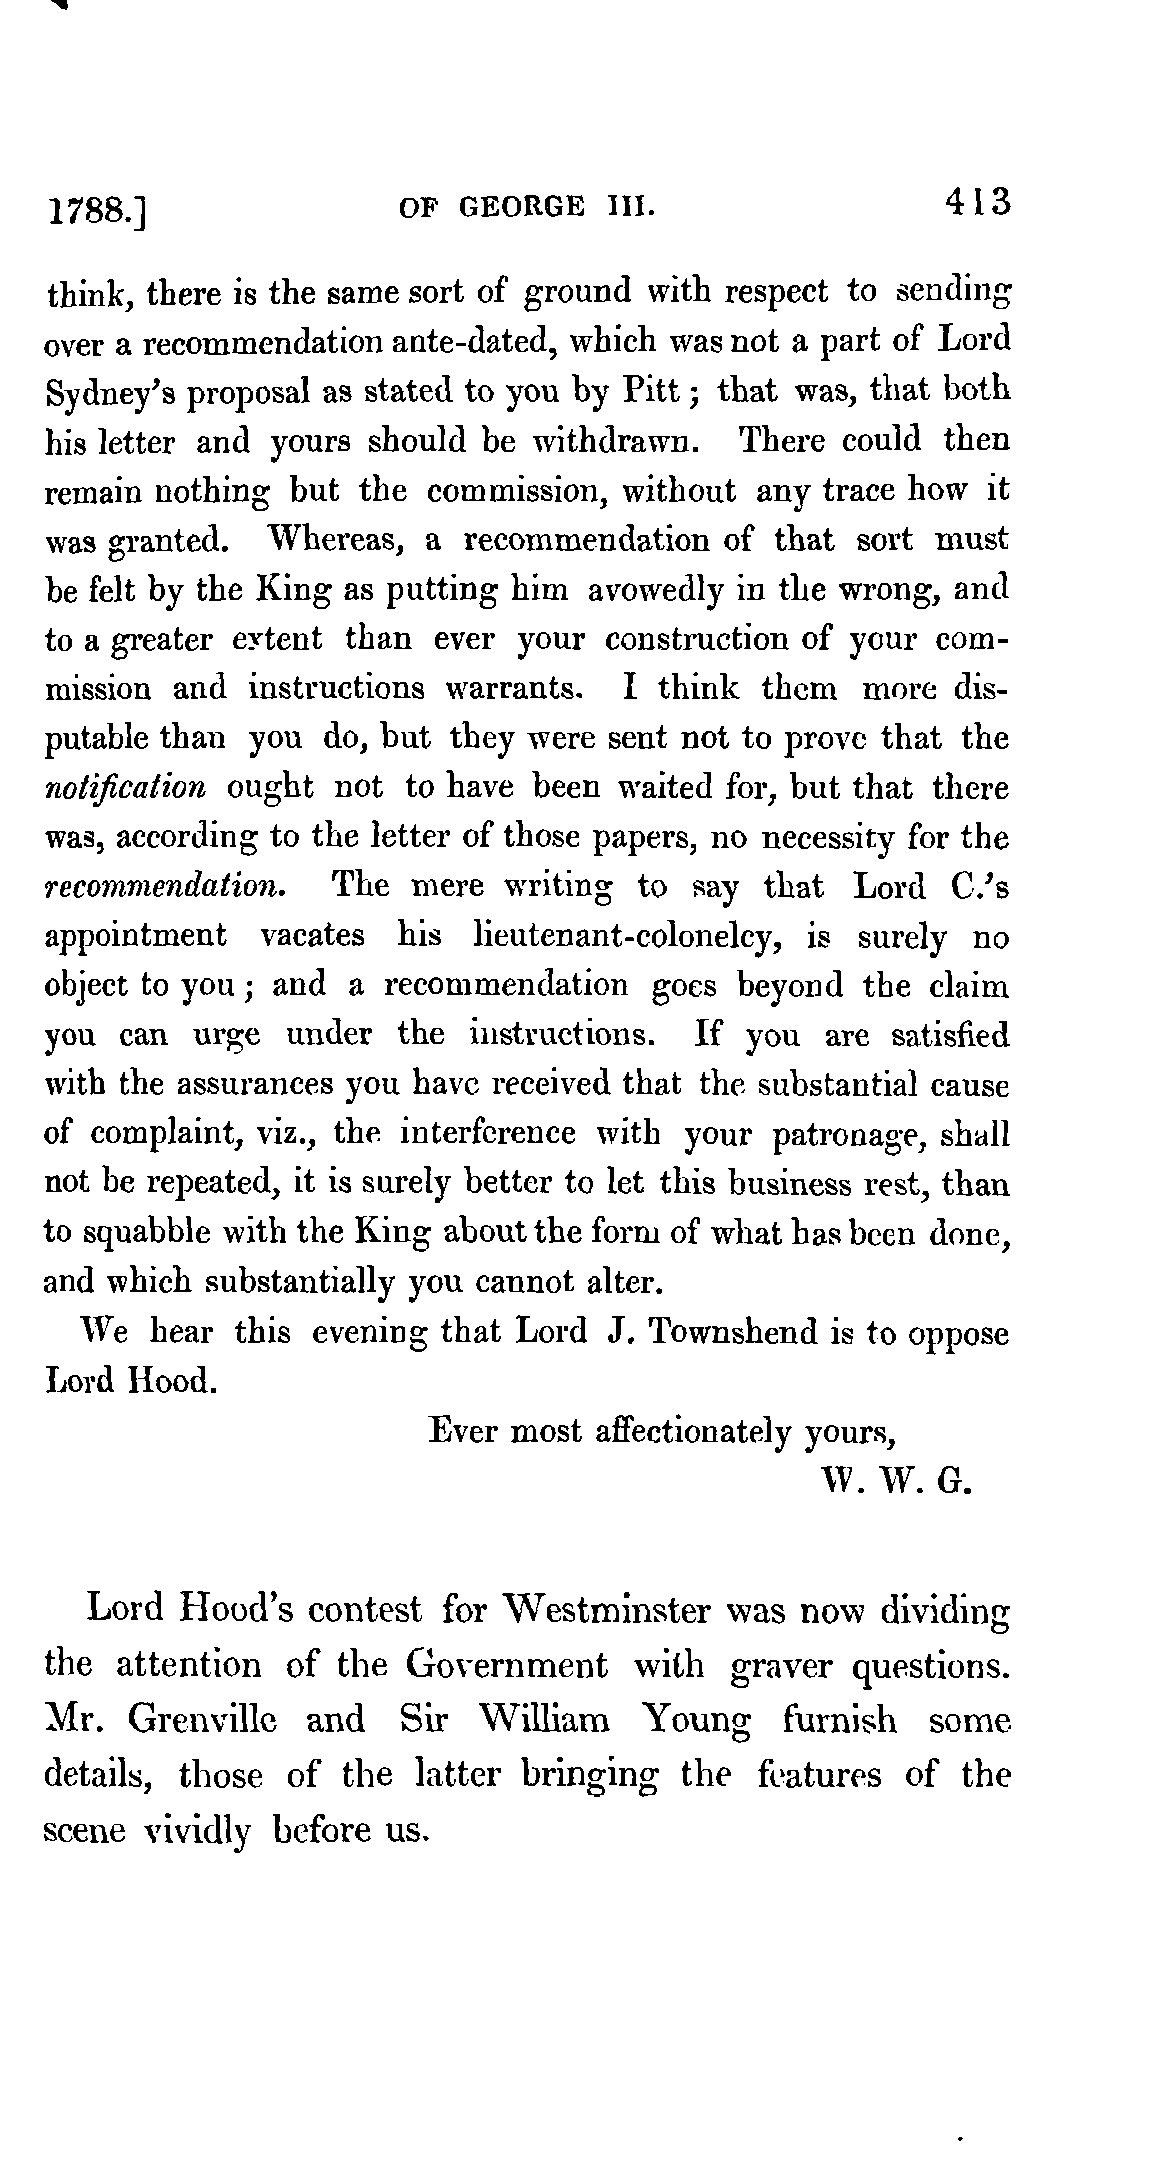 1788.] OF GEORGE III. 413
think, there is the same sort of ground with respect to sending
over a recommendation ante-dated, which was not a part of Lord
Sydney's proposal as stated to you by Pitt; that was, that both
his letter and yours should be withdrawn. There could then
remain nothing but the commission, without any trace how it
was granted. Whereas, a recommendation of that sort must
be felt by the King as putting him avowedly in the wrong, and
to a greater extent than ever your construction of your com-
mission and instructions warrants. I think them more dis-
putable than you do, but they were sent not to prove that the
notification ought not to have been waited for, but that there
was, according to the letter of those papers, no necessity for the
recommendation. The mere writing to say that Lord C.'s
appointment vacates his lieutenant-colonelcy, is surely no
object to you; and a recommendation goes beyond the claim
you can urge under the instructions. If you are satisfied
with the assurances you have received that the substantial cause
of complaint, viz., the interference with your patronage, shall
not be repeated, it is surely better to let this business rest, than
to squabble with the King about the form of what has been done,
and which substantially you cannot alter.
We hear this evening that Lord J. Townshend is to oppose
Lord Hood.
Ever most affectionately yours,
W. W. G.
Lord Hood's contest for Westminster was now dividing
the attention of the Government with graver questions.
Mr. Grenville and Sir William Young furnish some
details, those of the latter bringing the features of the
scene vividly before us.